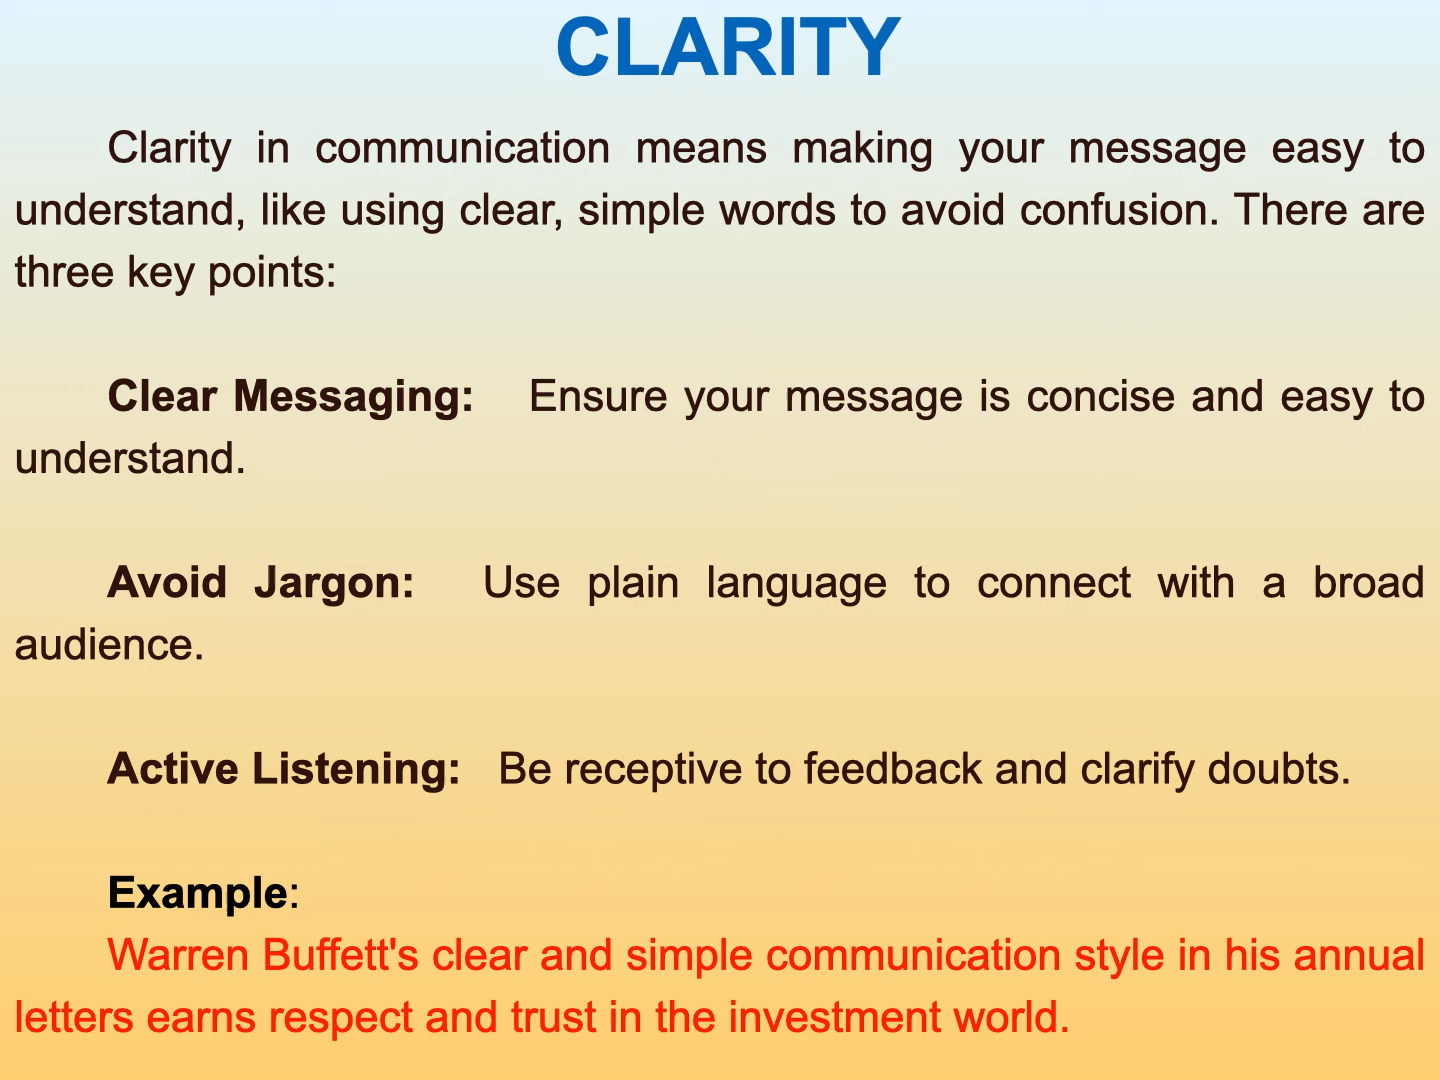 CLARITY
Clarity in communication means making your message easy to
understand, like using clear, simple words to avoid confusion. There are
three key points:
Clear Messaging: Ensure your message is concise and easy to
understand.
Avoid Jargon: Use plain language to connect with a broad
audience.
Active Listening: Be receptive to feedback and clarify doubts.
Example:
Warren Buffett's clear and simple communication style in his annual
letters earns respect and trust in the investment world.